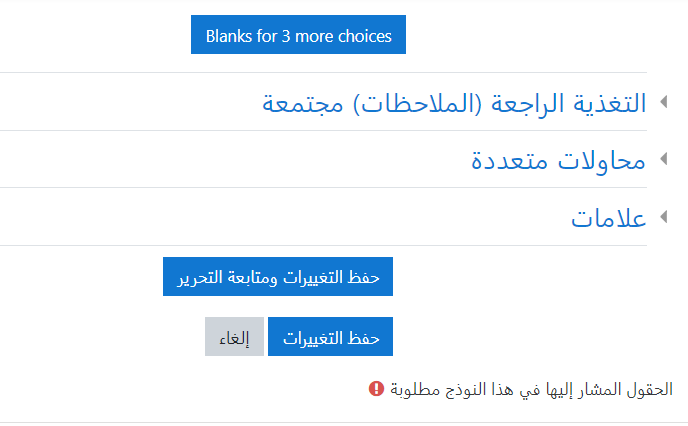 Blanks for 3 more choices
التغذية الراجعة (الملاحظات) مجتمعة
محاولات متعددة
علامات
حفظ التغييرات ومتابعة التحرير
حفظ التغييرات إلغاء
الحقول المشار إليها في هذا النوذج مطلوبة